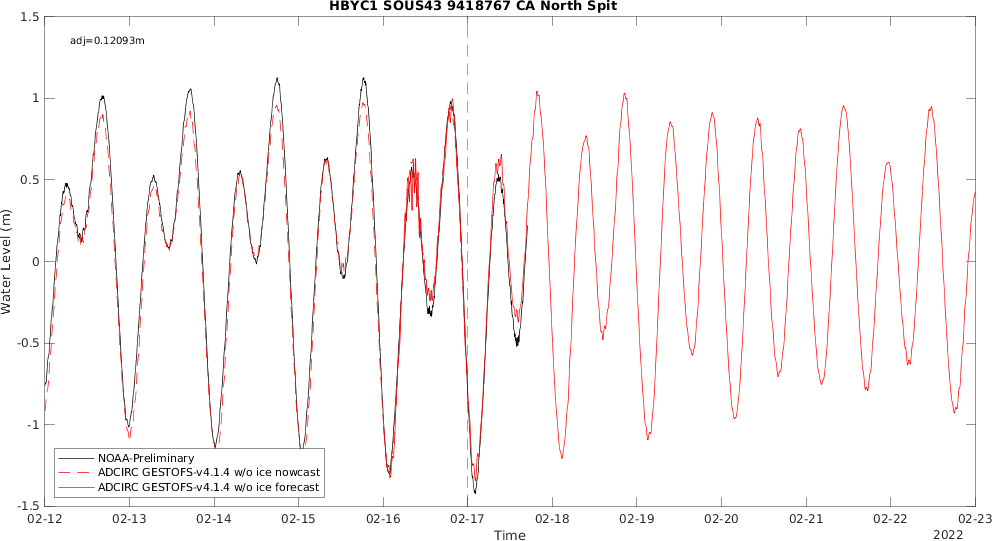 HBYC1 SOUS43 9418767 CA North Spit
adj=0.12093m
Water Level (m)
1.5
1
0.5
0
-0.5
-1
-1.5
NOAA-Preliminary
ADCIRC GESTOFS-v4.1.4 w/o ice nowcast
ADCIRC GESTOFS-v4.1.4 w/o ice forecast
02-12 02-13 02-14 02-15 02-16 02-17 02-18 02-19 02-20 02-21 02-22 02-23
Time
2022